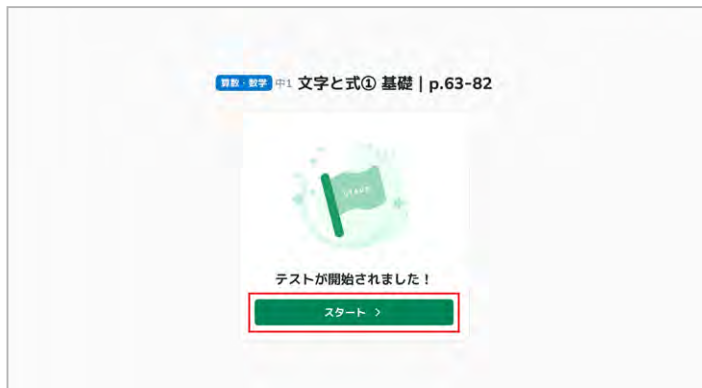 算数・数学 中1 文字と式① 基礎 | p.63-82
START
テストが開始されました！
スタート >